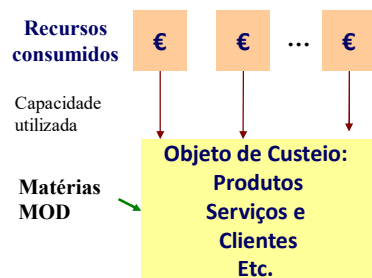 Recursos
consumidos
€ € ... €
Capacidade
utilizada
Objeto de Custeio:
Produtos
Serviços e
Clientes
Etc.
Matérias
MOD